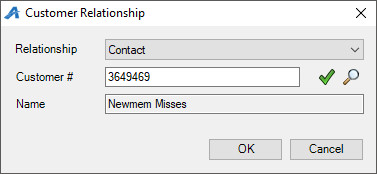 Customer Relationship
Relationship Contact
Customer # 3649469
Name Newmem Misses
OK Cancel